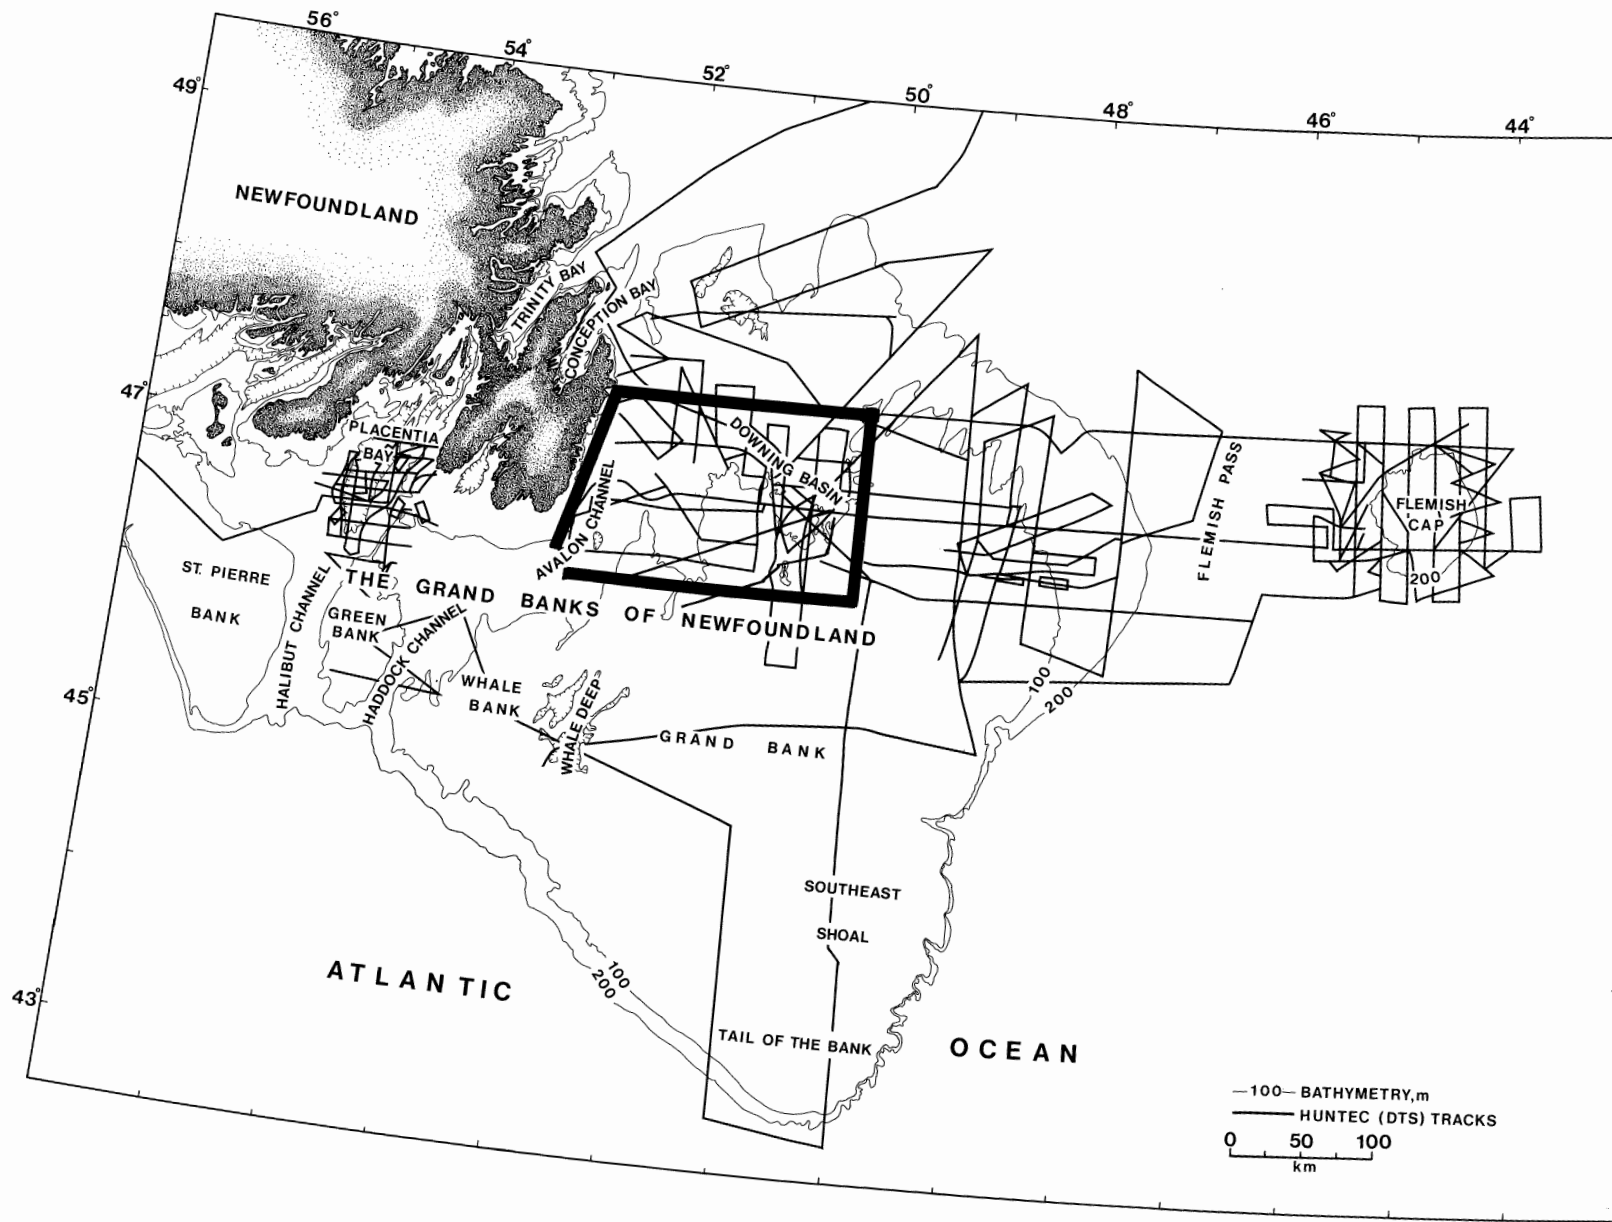 56°
54°
52°
50°
48°
46°
44°
49°
NEWFOUNDLAND
TRINITY BAY
CONCEPTION BAY
47°
PLACENTIA
BAY
DOWNING BASIN
AVALON CHANNEL
FLEMISH PASS
FLEMISH
CAP
200
ST. PIERRE
BANK
HALIBUT CHANNEL
THE GRAND BANKS OF NEWFOUNDLAND
GREEN
BANK
HADDOCK CHANNEL
45°
WHALE
BANK
WHALE DEEP
GRAND BANK
100
200
SOUTHEAST
SHOAL
100
200
43°
ATLANTIC
TAIL OF THE BANK
OCEAN
—100— BATHYMETRY,m
HUNTEC (DTS) TRACKS
0 50 100
km